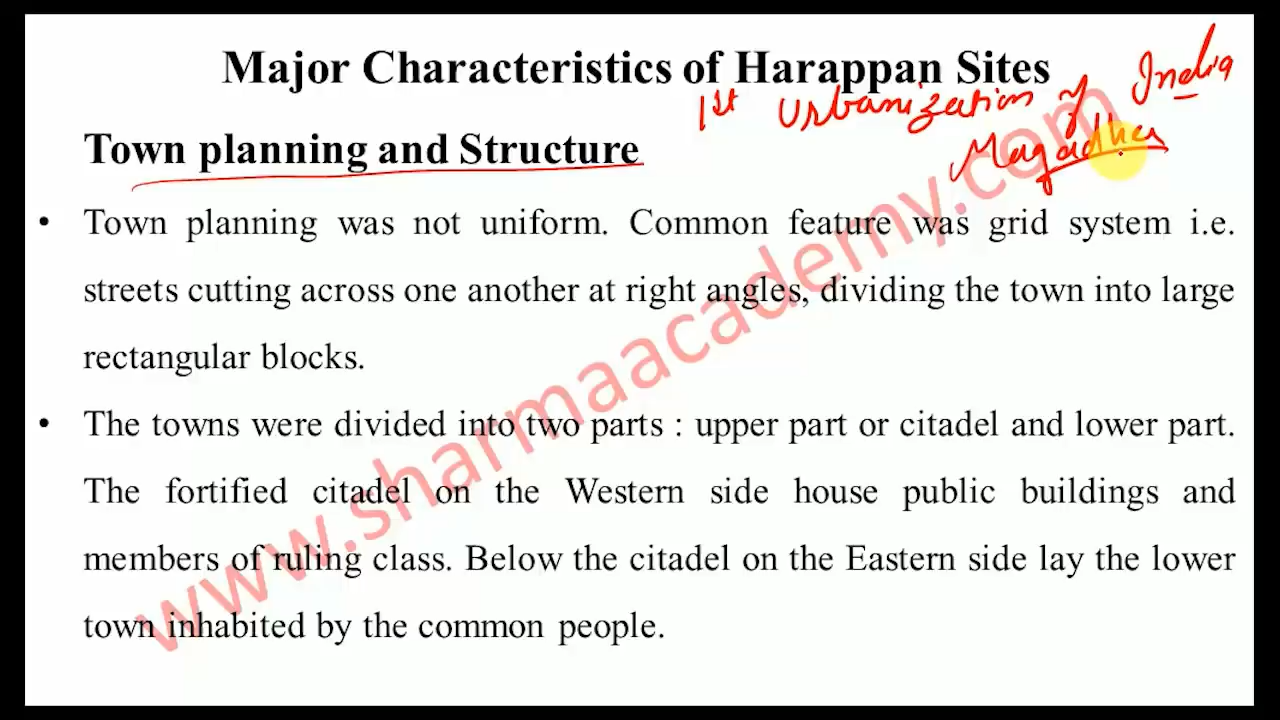 Major Characteristics of Harappan Sites
1st Urbanization of India
Magadha
Town planning and Structure
• Town planning was not uniform. Common feature was grid system i.e.
streets cutting across one another at right angles, dividing the town into large
rectangular blocks.
• The towns were divided into two parts : upper part or citadel and lower part.
The fortified citadel on the Western side house public buildings and
members of ruling class. Below the citadel on the Eastern side lay the lower
town inhabited by the common people.
www.sharmaacademy.com